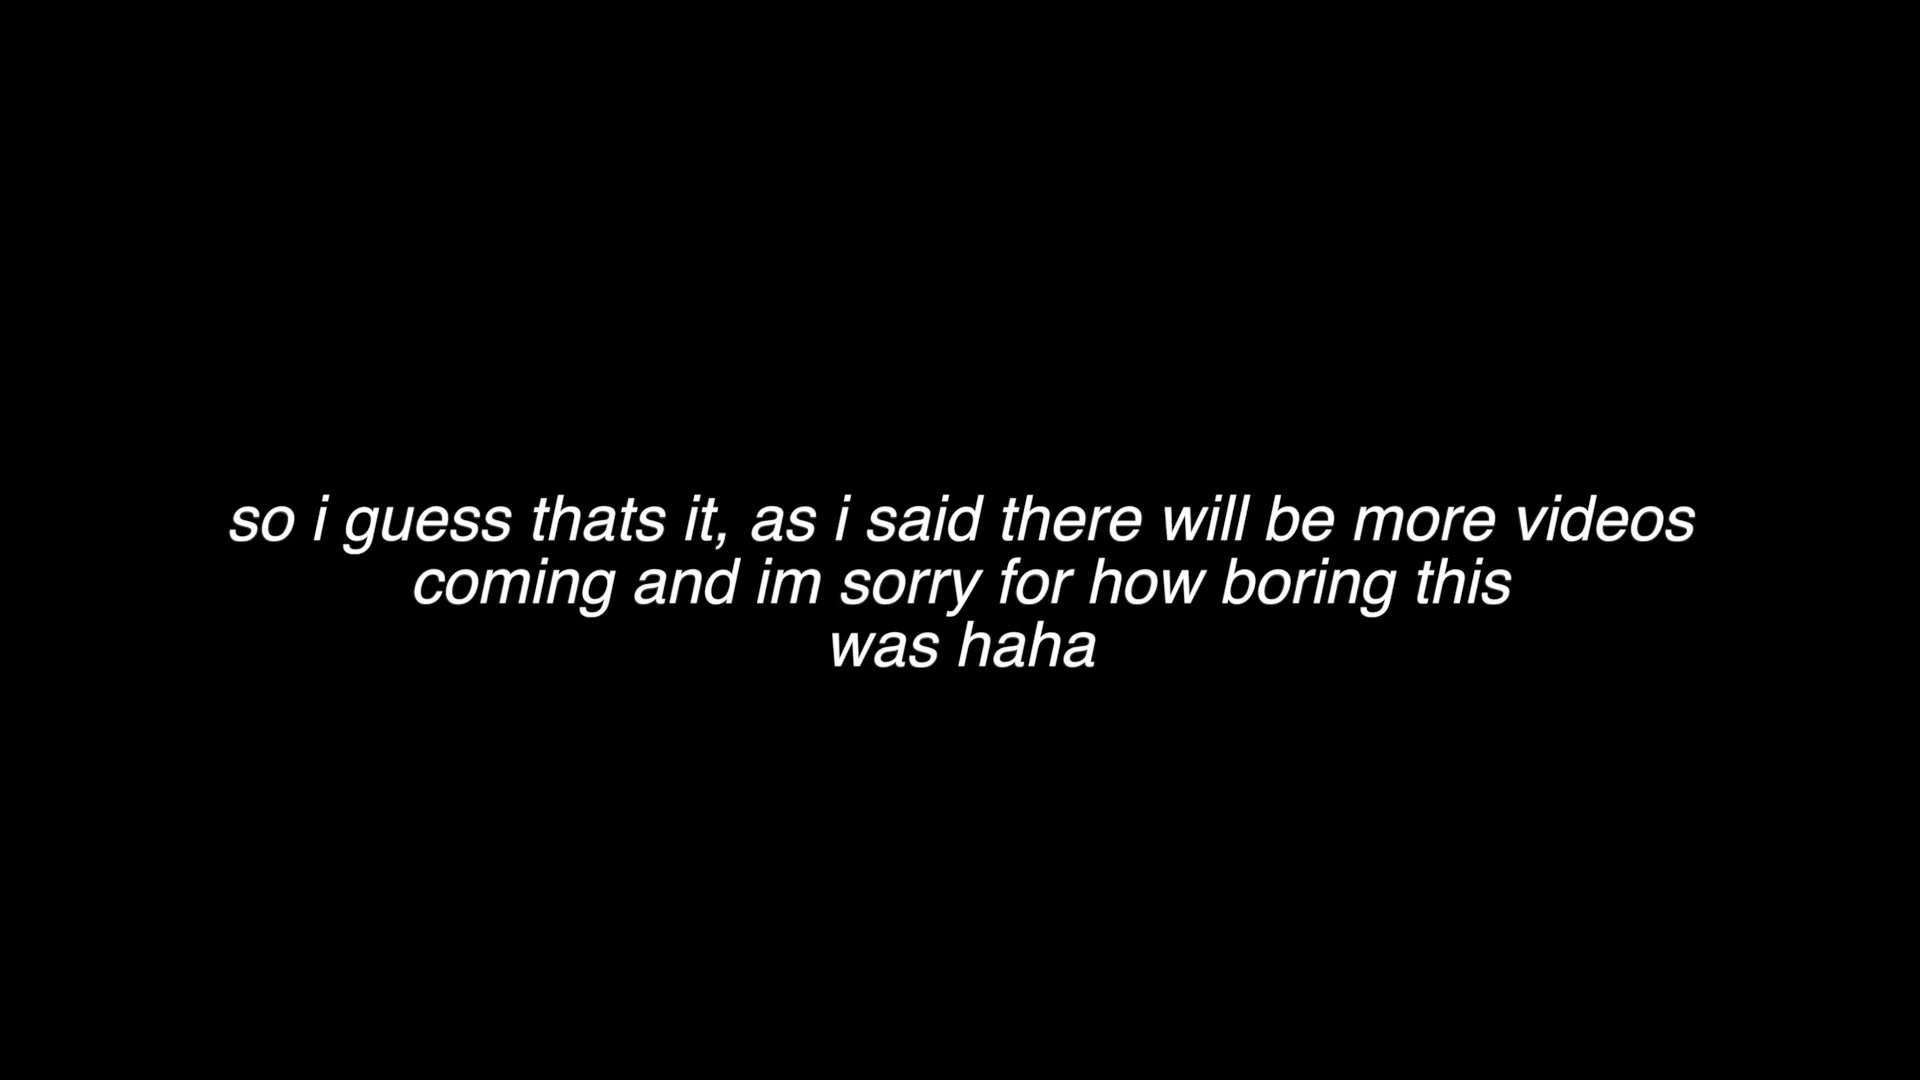 so i guess thats it, as i said there will be more videos
coming and im sorry for how boring this
was haha